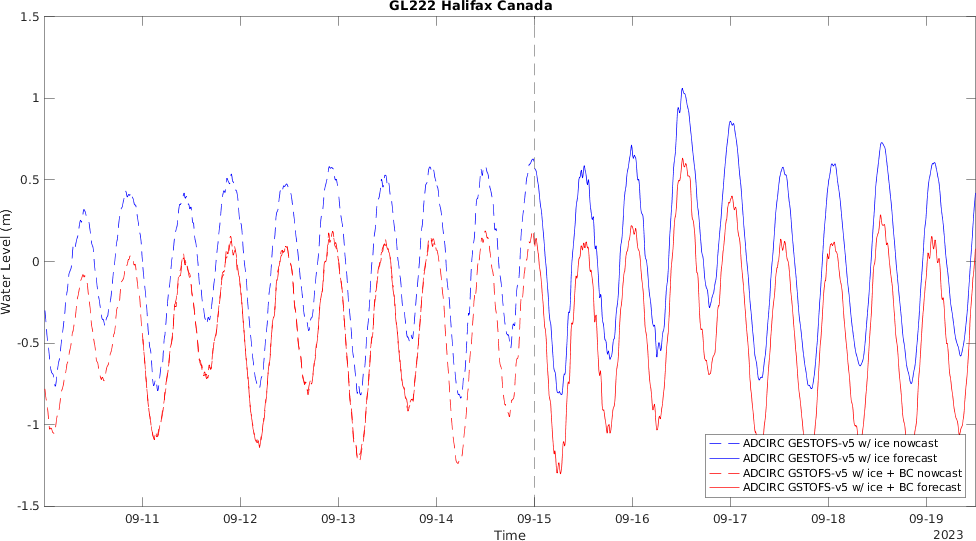 GL222 Halifax Canada
1.5
1
0.5
0
-0.5
-1
-1.5
Water Level (m)
09-11 09-12 09-13 09-14 09-15 09-16 09-17 09-18 09-19
Time
2023
ADCIRC GESTOFS-v5 w/ ice nowcast
ADCIRC GESTOFS-v5 w/ ice forecast
ADCIRC GSTOFS-v5 w/ ice + BC nowcast
ADCIRC GSTOFS-v5 w/ ice + BC forecast